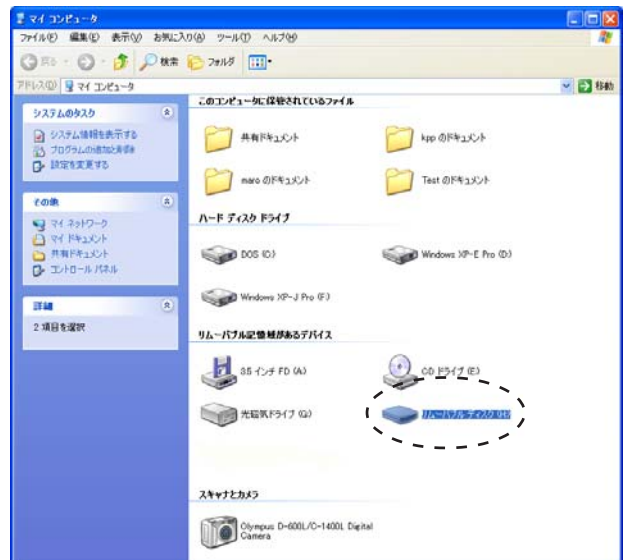 マイ コンピュータ
ファイル(F) 編集(E) 表示(V) お気に入り(A) ツール(T) ヘルプ(H)
戻る 検索 フォルダ
アドレス(D) マイ コンピュータ 移動
システムのタスク
システム情報を表示する
プログラムの追加と削除
設定を変更する
その他
マイ ネットワーク
マイ ドキュメント
共有ドキュメント
コントロール パネル
詳細
2 項目を選択
このコンピュータに保管されているファイル
共有ドキュメント kpp のドキュメント
maro のドキュメント Test のドキュメント
ハード ディスク ドライブ
DOS (C:) Windows XP-E Pro (D:)
Windows XP-J Pro (F:)
リムーバブル記憶域があるデバイス
3.5 インチ FD (A:) CD ドライブ (E:)
光磁気ドライブ (G:) リムーバブル ディスク (H:)
スキャナとカメラ
Olympus D-600L/C-1400L Digital
Camera